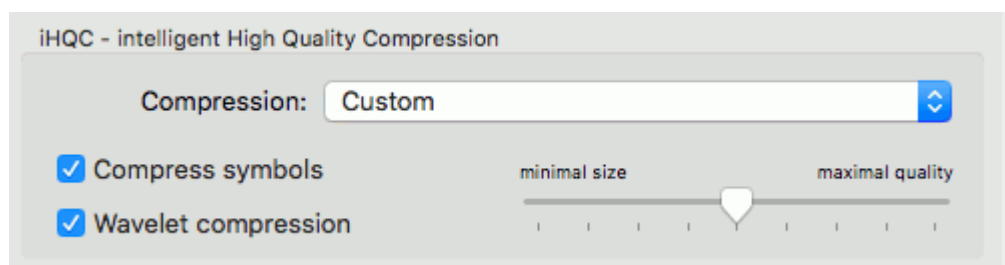 iHQC - intelligent High Quality Compression
Compression: Custom
Compress symbols
minimal size maximal quality
Wavelet compression